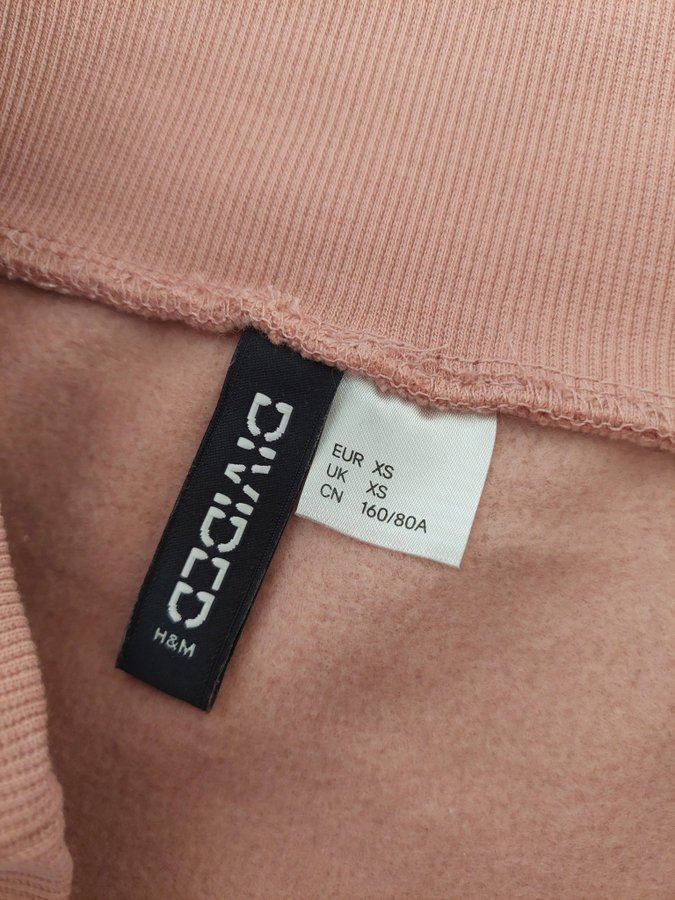 DIVIDED
H&M
EUR XS
UK XS
CN 160/80A